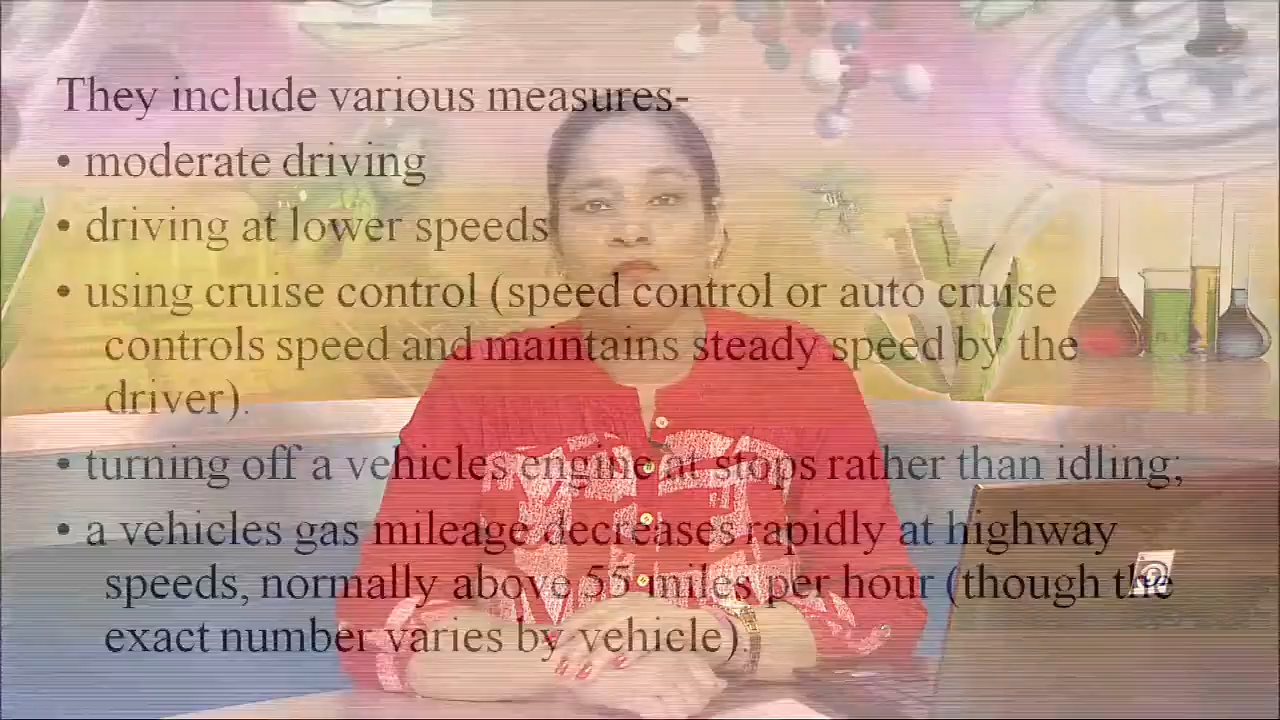 They include various measures-
• moderate driving
• driving at lower speeds
• using cruise control (speed control or auto cruise
controls speed and maintains steady speed by the
driver).
• turning off a vehicles engine at stops rather than idling;
• a vehicles gas mileage decreases rapidly at highway
speeds, normally above 55 miles per hour (though the
exact number varies by vehicle).